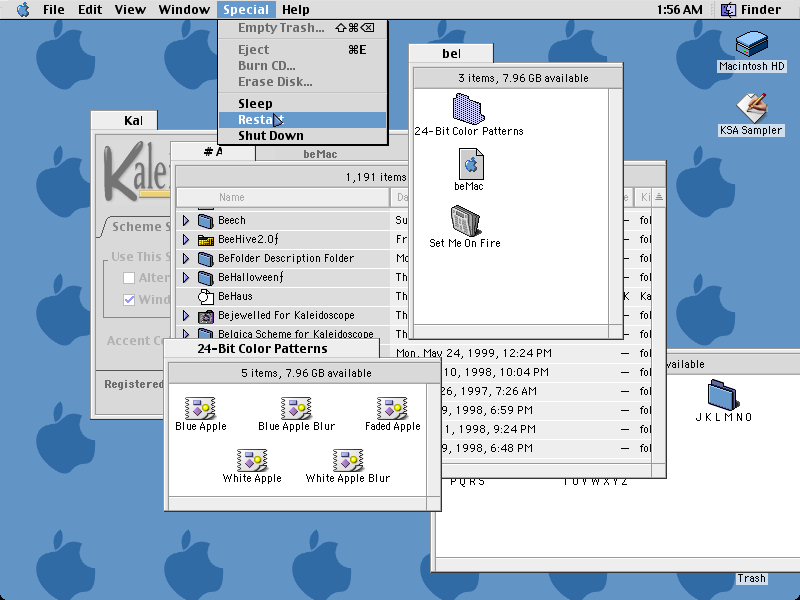 File Edit View Window Special Help 1:56 AM Finder
Empty Trash... ⇧⌘⌫
Eject ⌘E
Burn CD...
Erase Disk...
Sleep
Restart
Shut Down
Macintosh HD
KSA Sampler
Trash
be
3 items, 7.96 GB available
24-Bit Color Patterns
beMac
Set Me On Fire
Kal
Kale
Scheme S
Use This S
Alter
Wind
Accent Co
Registered
# A
beMac
1,191 items
Name Da e Ki
Beech Su — fol
BeeHive2.0ƒ Fr — fol
BeFolder Description Folder Th — fol
BeHalloweenƒ Th — fol
BeHaus Th K Ka
Bejewelled For Kaleidoscope Th — fol
Belgica Scheme for Kaleidoscope Th — fol
Mon, May 24, 1999, 12:24 PM — fol
10, 1998, 10:04 PM — fol
26, 1997, 7:26 AM — fol
9, 1998, 6:59 PM — fol
1, 1998, 9:24 PM — fol
9, 1998, 6:48 PM — fol
24-Bit Color Patterns
5 items, 7.96 GB available
Blue Apple
Blue Apple Blur
Faded Apple
White Apple
White Apple Blur
vailable
J K L M N O
P Q R S
T U V W X Y Z